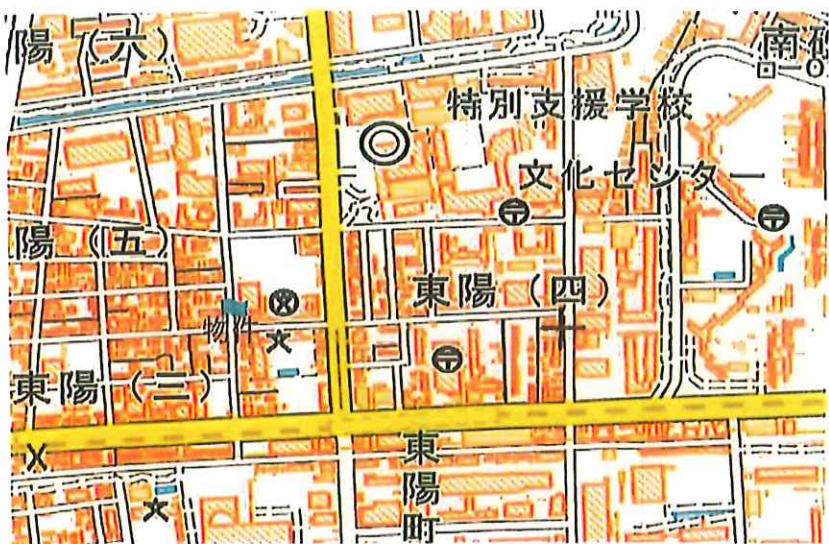 陽（六）
南砂
特別支援学校
文化センター
陽（五）
東陽（四）
物件
東陽（三）
東陽町